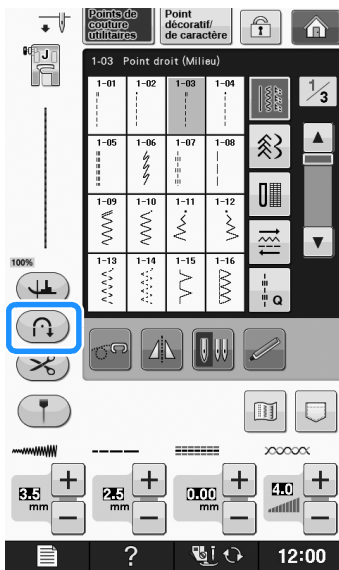 Points de couture utilitaires
Point décoratif/ de caractère
J
1-03 Point droit (Milieu)
1-01 1-02 1-03 1-04
1/3
1-05 1-06 1-07 1-08
1-09 1-10 1-11 1-12
100%
1-13 1-14 1-15 1-16
Q
3.5 mm + −
2.5 mm + −
0.00 mm + −
4.0 + −
? 12:00